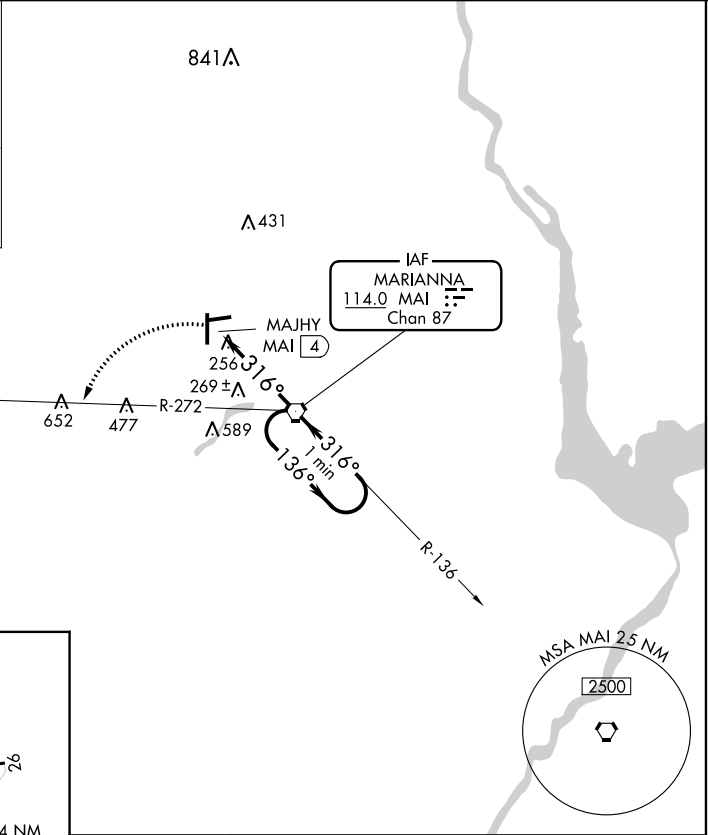 841
431
IAF
MARIANNA
114.0 MAI
Chan 87
MAJHY
MAI 4
256
316°
269 ±
R-272
652
477
589
316°
1 min
136°
R-136
MSA MAI 25 NM
2500
26
4 NM